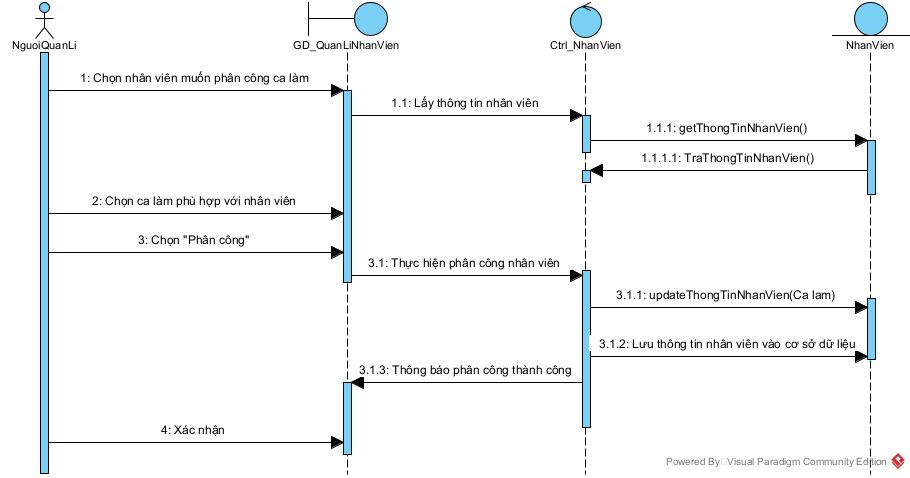 NguoiQuanLi
GD_QuanLiNhanVien
Ctrl_NhanVien
NhanVien
1: Chọn nhân viên muốn phân công ca làm
1.1: Lấy thông tin nhân viên
1.1.1: getThongTinNhanVien()
1.1.1.1: TraThongTinNhanVien()
2: Chọn ca làm phù hợp với nhân viên
3: Chọn "Phân công"
3.1: Thực hiện phân công nhân viên
3.1.1: updateThongTinNhanVien(Ca lam)
3.1.2: Lưu thông tin nhân viên vào cơ sở dữ liệu
3.1.3: Thông báo phân công thành công
4: Xác nhận
Powered By Visual Paradigm Community Edition